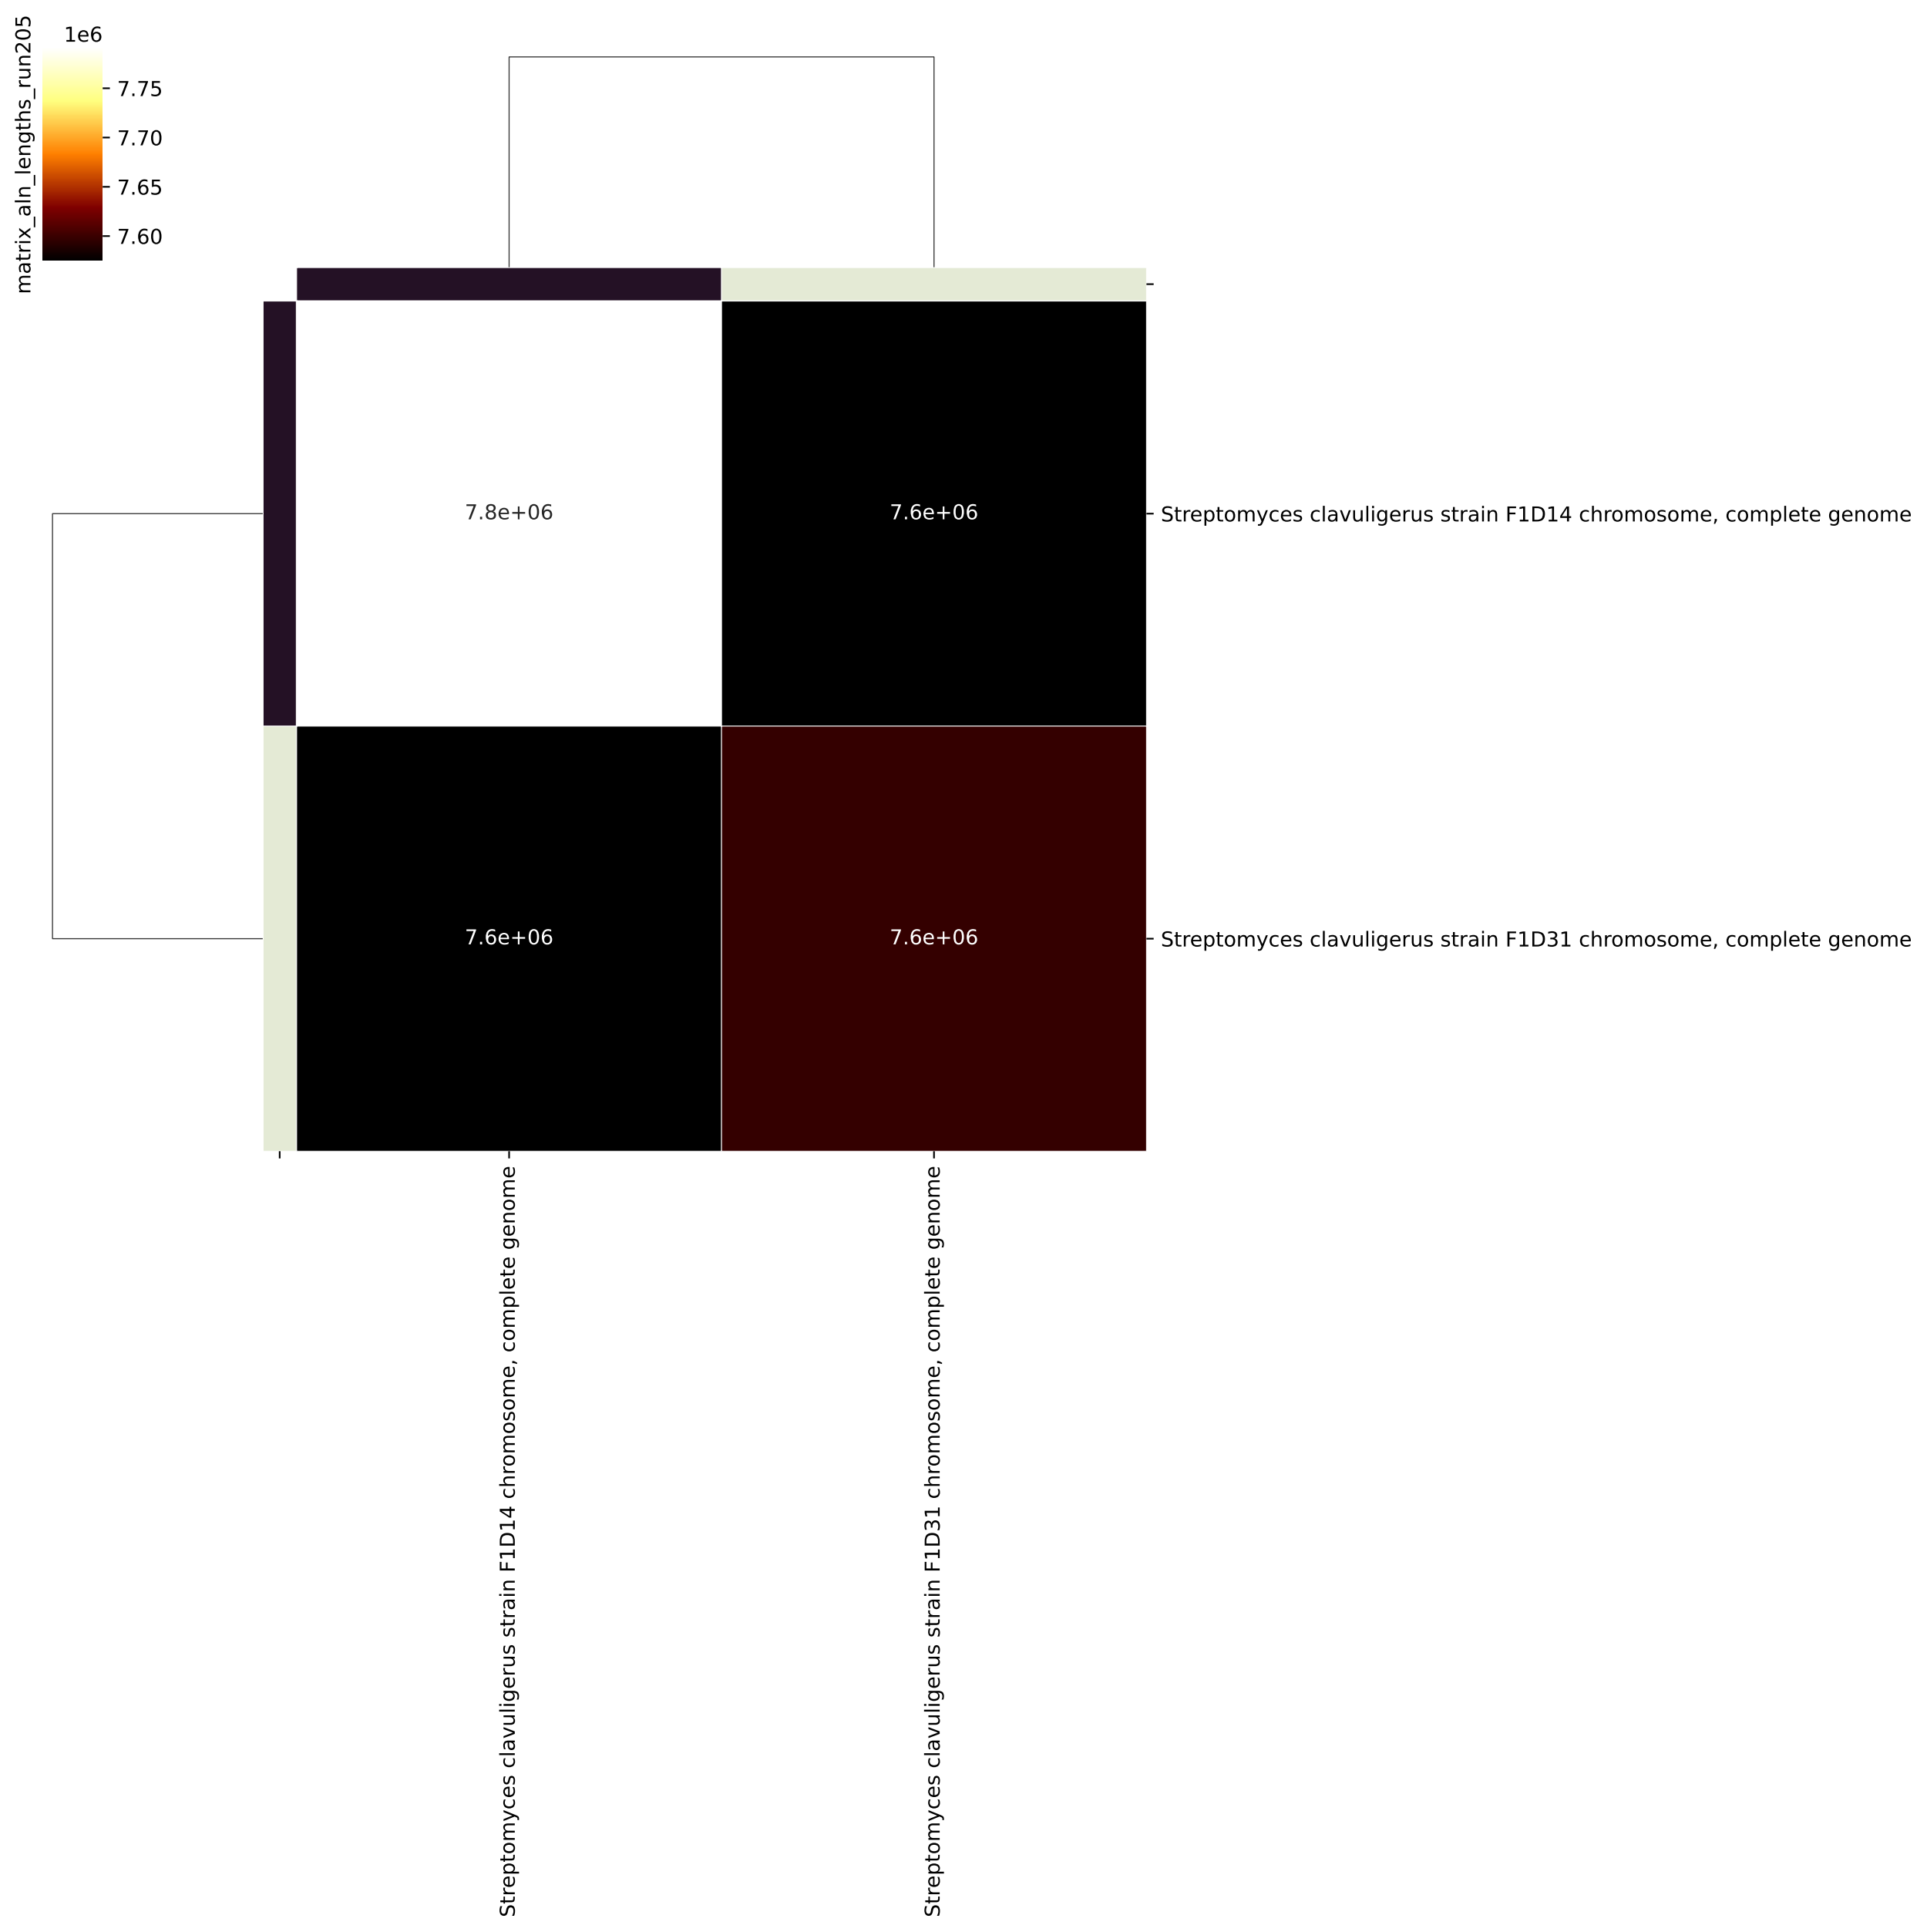 matrix_aln_lengths_run205
1e6
7.75
7.70
7.65
7.60
7.8e+06
7.6e+06
Streptomyces clavuligerus strain F1D14 chromosome, complete genome
7.6e+06
7.6e+06
Streptomyces clavuligerus strain F1D31 chromosome, complete genome
Streptomyces clavuligerus strain F1D14 chromosome, complete genome
Streptomyces clavuligerus strain F1D31 chromosome, complete genome